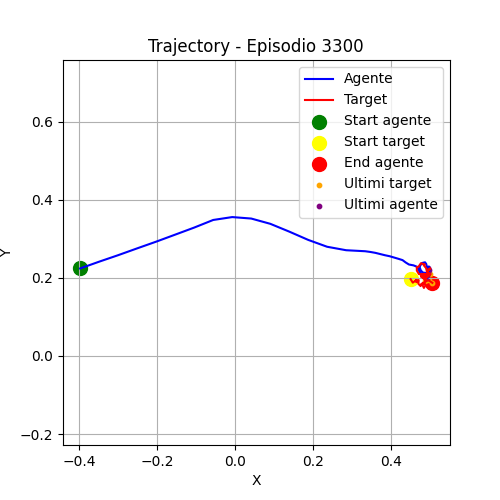 Trajectory - Episodio 3300
Agente
Target
Start agente
Start target
End agente
Ultimi target
Ultimi agente
Y
0.6
0.4
0.2
0.0
−0.2
−0.4
−0.2
0.0
0.2
0.4
X